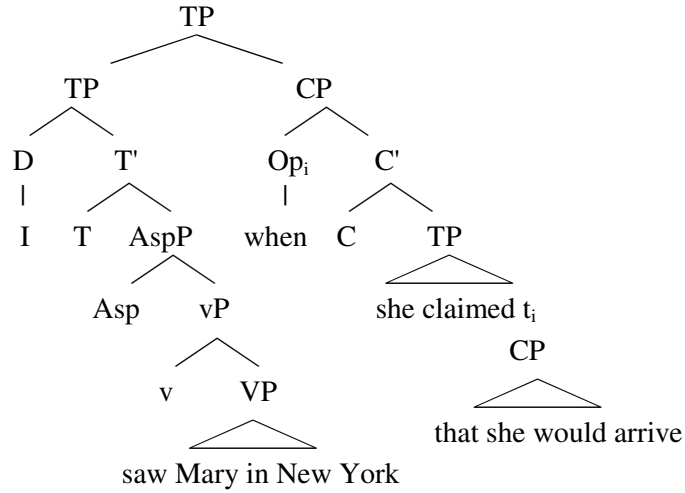 TP
TP CP
D T' Opᵢ C'
I T AspP when C TP
Asp vP she claimed tᵢ
CP
v VP
that she would arrive
saw Mary in New York